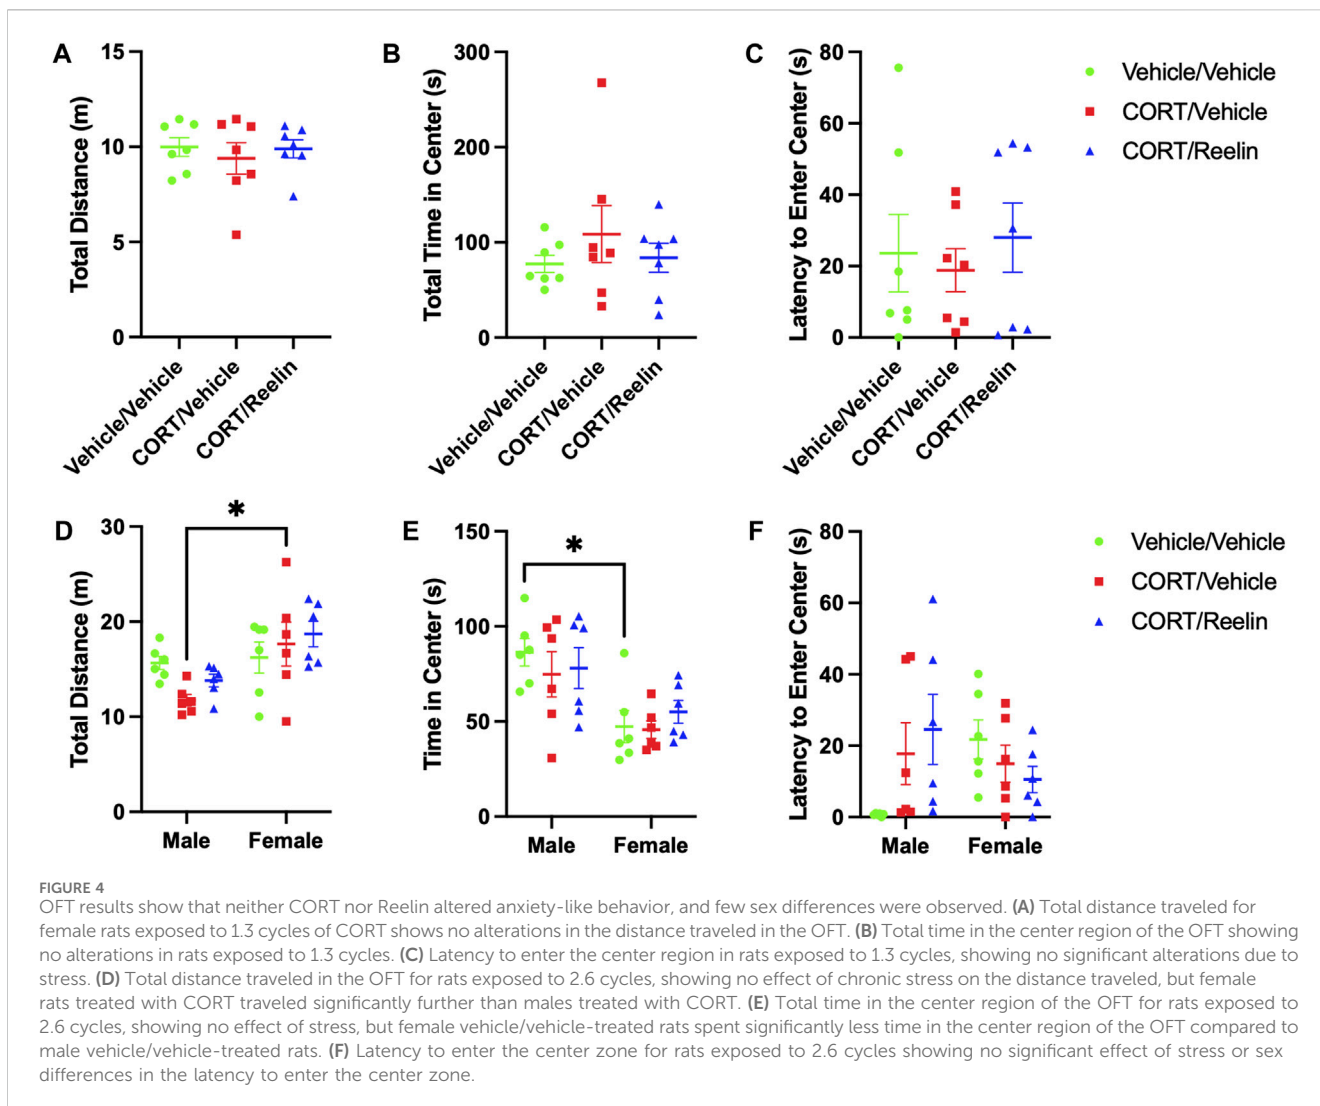 A
15
10
5
0
Total Distance (m)
Vehicle/Vehicle
CORT/Vehicle
CORT/Reelin
B
300
200
100
0
Total Time in Center (s)
Vehicle/Vehicle
CORT/Vehicle
CORT/Reelin
C
80
60
40
20
0
Latency to Enter Center (s)
Vehicle/Vehicle
CORT/Vehicle
CORT/Reelin
Vehicle/Vehicle
CORT/Vehicle
CORT/Reelin
D
30
20
10
0
Total Distance (m)
*
Male
Female
E
150
100
50
0
Time in Center (s)
*
Male
Female
F
80
60
40
20
0
Latency to Enter Center (s)
Male
Female
Vehicle/Vehicle
CORT/Vehicle
CORT/Reelin
FIGURE 4
OFT results show that neither CORT nor Reelin altered anxiety-like behavior, and few sex differences were observed. (A) Total distance traveled for
female rats exposed to 1.3 cycles of CORT shows no alterations in the distance traveled in the OFT. (B) Total time in the center region of the OFT showing
no alterations in rats exposed to 1.3 cycles. (C) Latency to enter the center region in rats exposed to 1.3 cycles, showing no significant alterations due to
stress. (D) Total distance traveled in the OFT for rats exposed to 2.6 cycles, showing no effect of chronic stress on the distance traveled, but female
rats treated with CORT traveled significantly further than males treated with CORT. (E) Total time in the center region of the OFT for rats exposed to
2.6 cycles, showing no effect of stress, but female vehicle/vehicle-treated rats spent significantly less time in the center region of the OFT compared to
male vehicle/vehicle-treated rats. (F) Latency to enter the center zone for rats exposed to 2.6 cycles showing no significant effect of stress or sex
differences in the latency to enter the center zone.